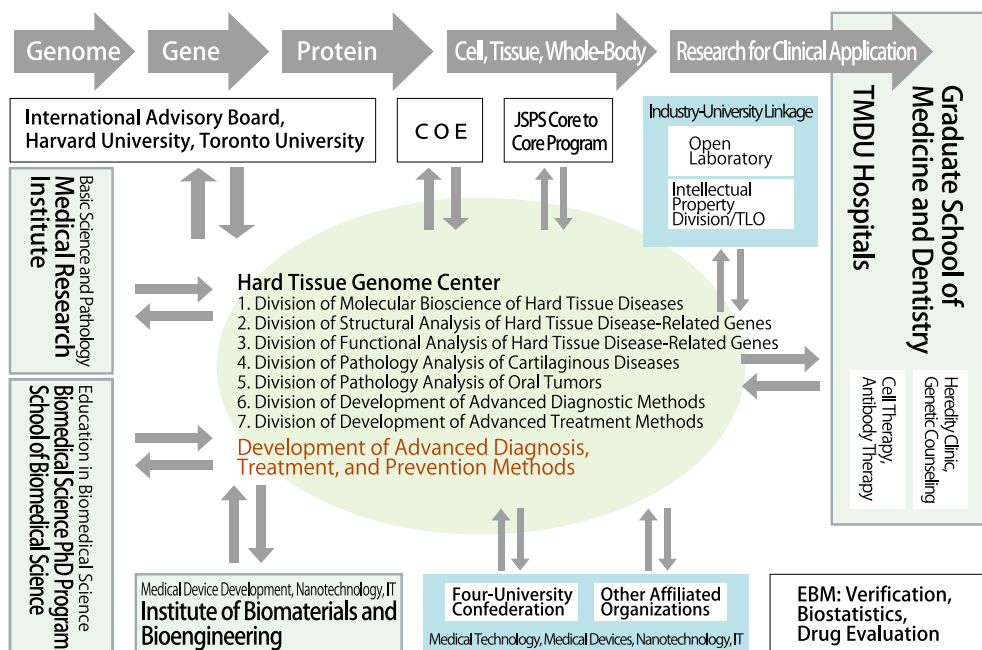 Genome
Gene
Protein
Cell, Tissue, Whole-Body
Research for Clinical Application
International Advisory Board,
Harvard University, Toronto University
COE
JSPS Core to
Core Program
Industry-University Linkage
Open
Laboratory
Intellectual
Property
Division/TLO
Graduate School of
Medicine and Dentistry
TMDU Hospitals
Heredity Clinic,
Genetic Counseling
Cell Therapy,
Antibody Therapy
Basic Science and Pathology
Medical Research
Institute
Education in Biomedical Science
Biomedical Science PhD Program
School of Biomedical Science
Hard Tissue Genome Center
1. Division of Molecular Bioscience of Hard Tissue Diseases
2. Division of Structural Analysis of Hard Tissue Disease-Related Genes
3. Division of Functional Analysis of Hard Tissue Disease-Related Genes
4. Division of Pathology Analysis of Cartilaginous Diseases
5. Division of Pathology Analysis of Oral Tumors
6. Division of Development of Advanced Diagnostic Methods
7. Division of Development of Advanced Treatment Methods
Development of Advanced Diagnosis,
Treatment, and Prevention Methods
Medical Device Development, Nanotechnology, IT
Institute of Biomaterials and
Bioengineering
Four-University
Confederation
Other Affiliated
Organizations
Medical Technology, Medical Devices, Nanotechnology, IT
EBM: Verification,
Biostatistics,
Drug Evaluation